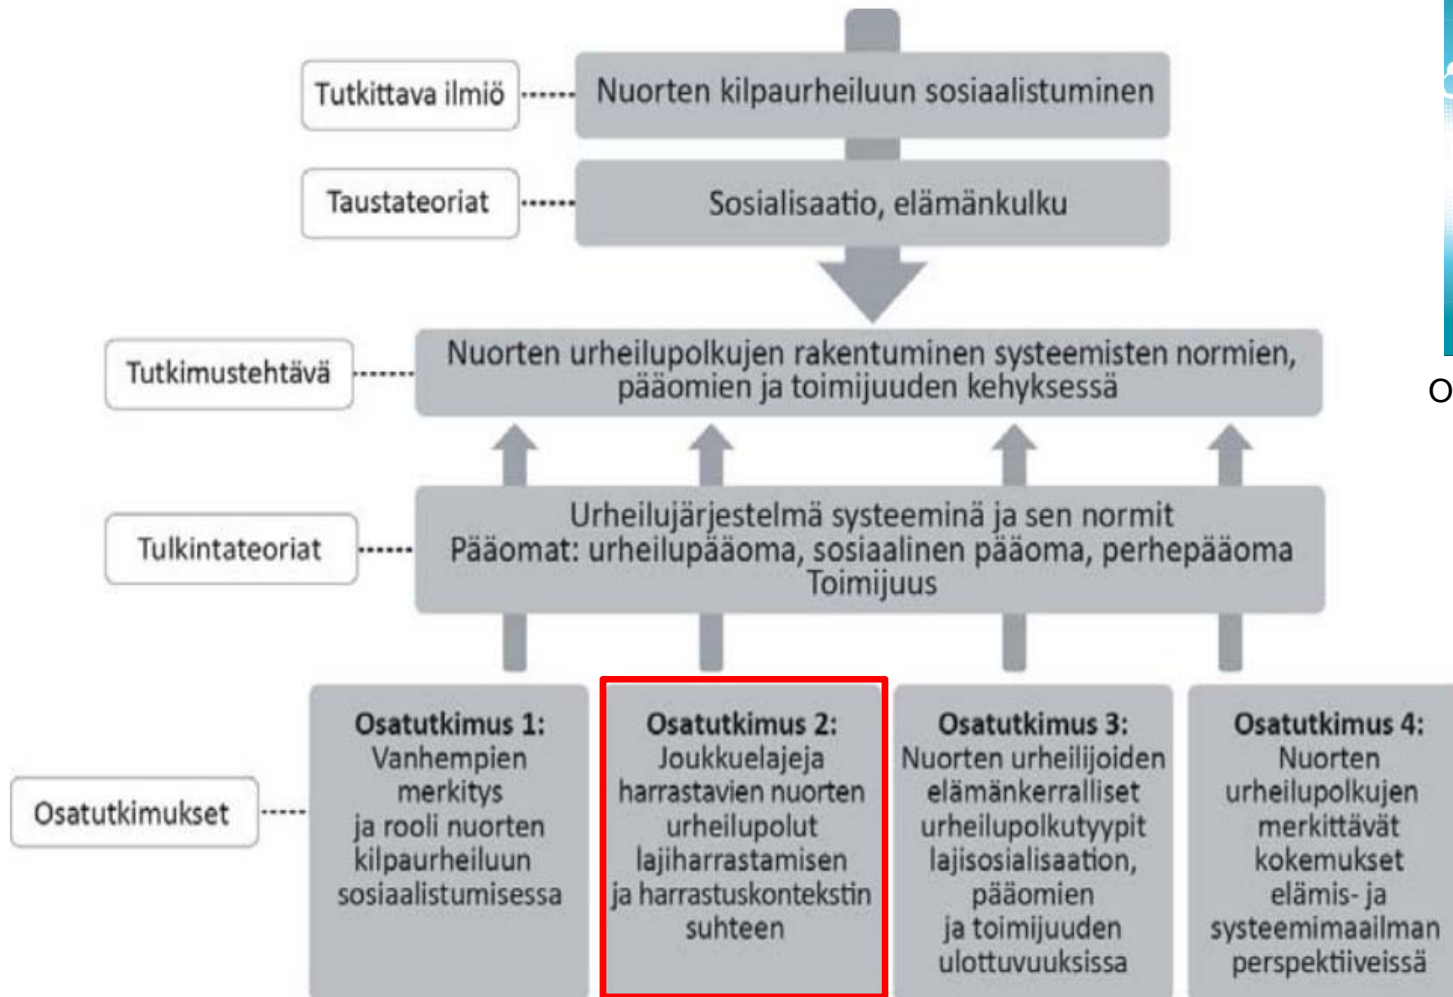 Tutkittava ilmiö
Nuorten kilpaurheiluun sosiaalistuminen
Taustateoriat
Sosialisaatio, elämänkulku
Tutkimustehtävä
Nuorten urheilupolkujen rakentuminen systeemisten normien,
pääomien ja toimijuuden kehyksessä
Tulkintateoriat
Urheilujärjestelmä systeeminä ja sen normit
Pääomat: urheilupääoma, sosiaalinen pääoma, perhepääoma
Toimijuus
Osatutkimukset
Osatutkimus 1:
Vanhempien
merkitys
ja rooli nuorten
kilpaurheiluun
sosiaalistumisessa
Osatutkimus 2:
Joukkuelajeja
harrastavien nuorten
urheilupolut
lajiharrastamisen
ja harrastuskontekstin
suhteen
Osatutkimus 3:
Nuorten urheilijoiden
elämänkerralliset
urheilupolkutyypit
lajisosialisaation,
pääomien
ja toimijuuden
ulottuvuuksissa
Osatutkimus 4:
Nuorten
urheilupolkujen
merkittävät
kokemukset
elämis- ja
systeemimaailman
perspektiiveissä